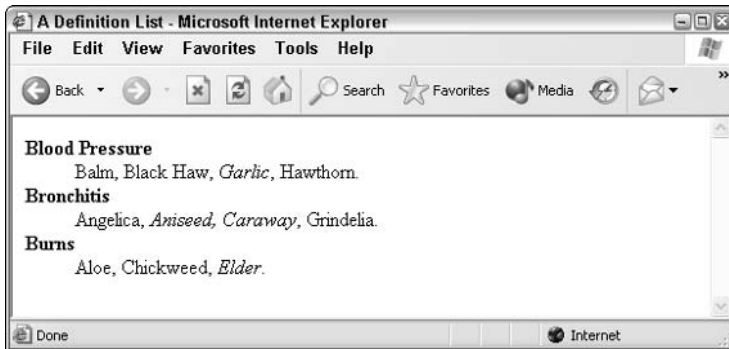 A Definition List - Microsoft Internet Explorer
File Edit View Favorites Tools Help
Back Search Favorites Media »
Blood Pressure
Balm, Black Haw, Garlic, Hawthorn.
Bronchitis
Angelica, Aniseed, Caraway, Grindelia.
Burns
Aloe, Chickweed, Elder.
Done Internet